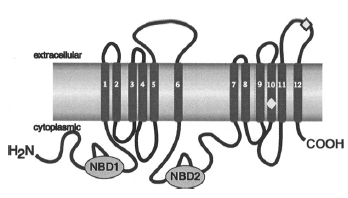 extracellular
1 2 3 4 5 6 7 8 9 10 11 12
cytoplasmic
H₂N
NBD1
NBD2
COOH